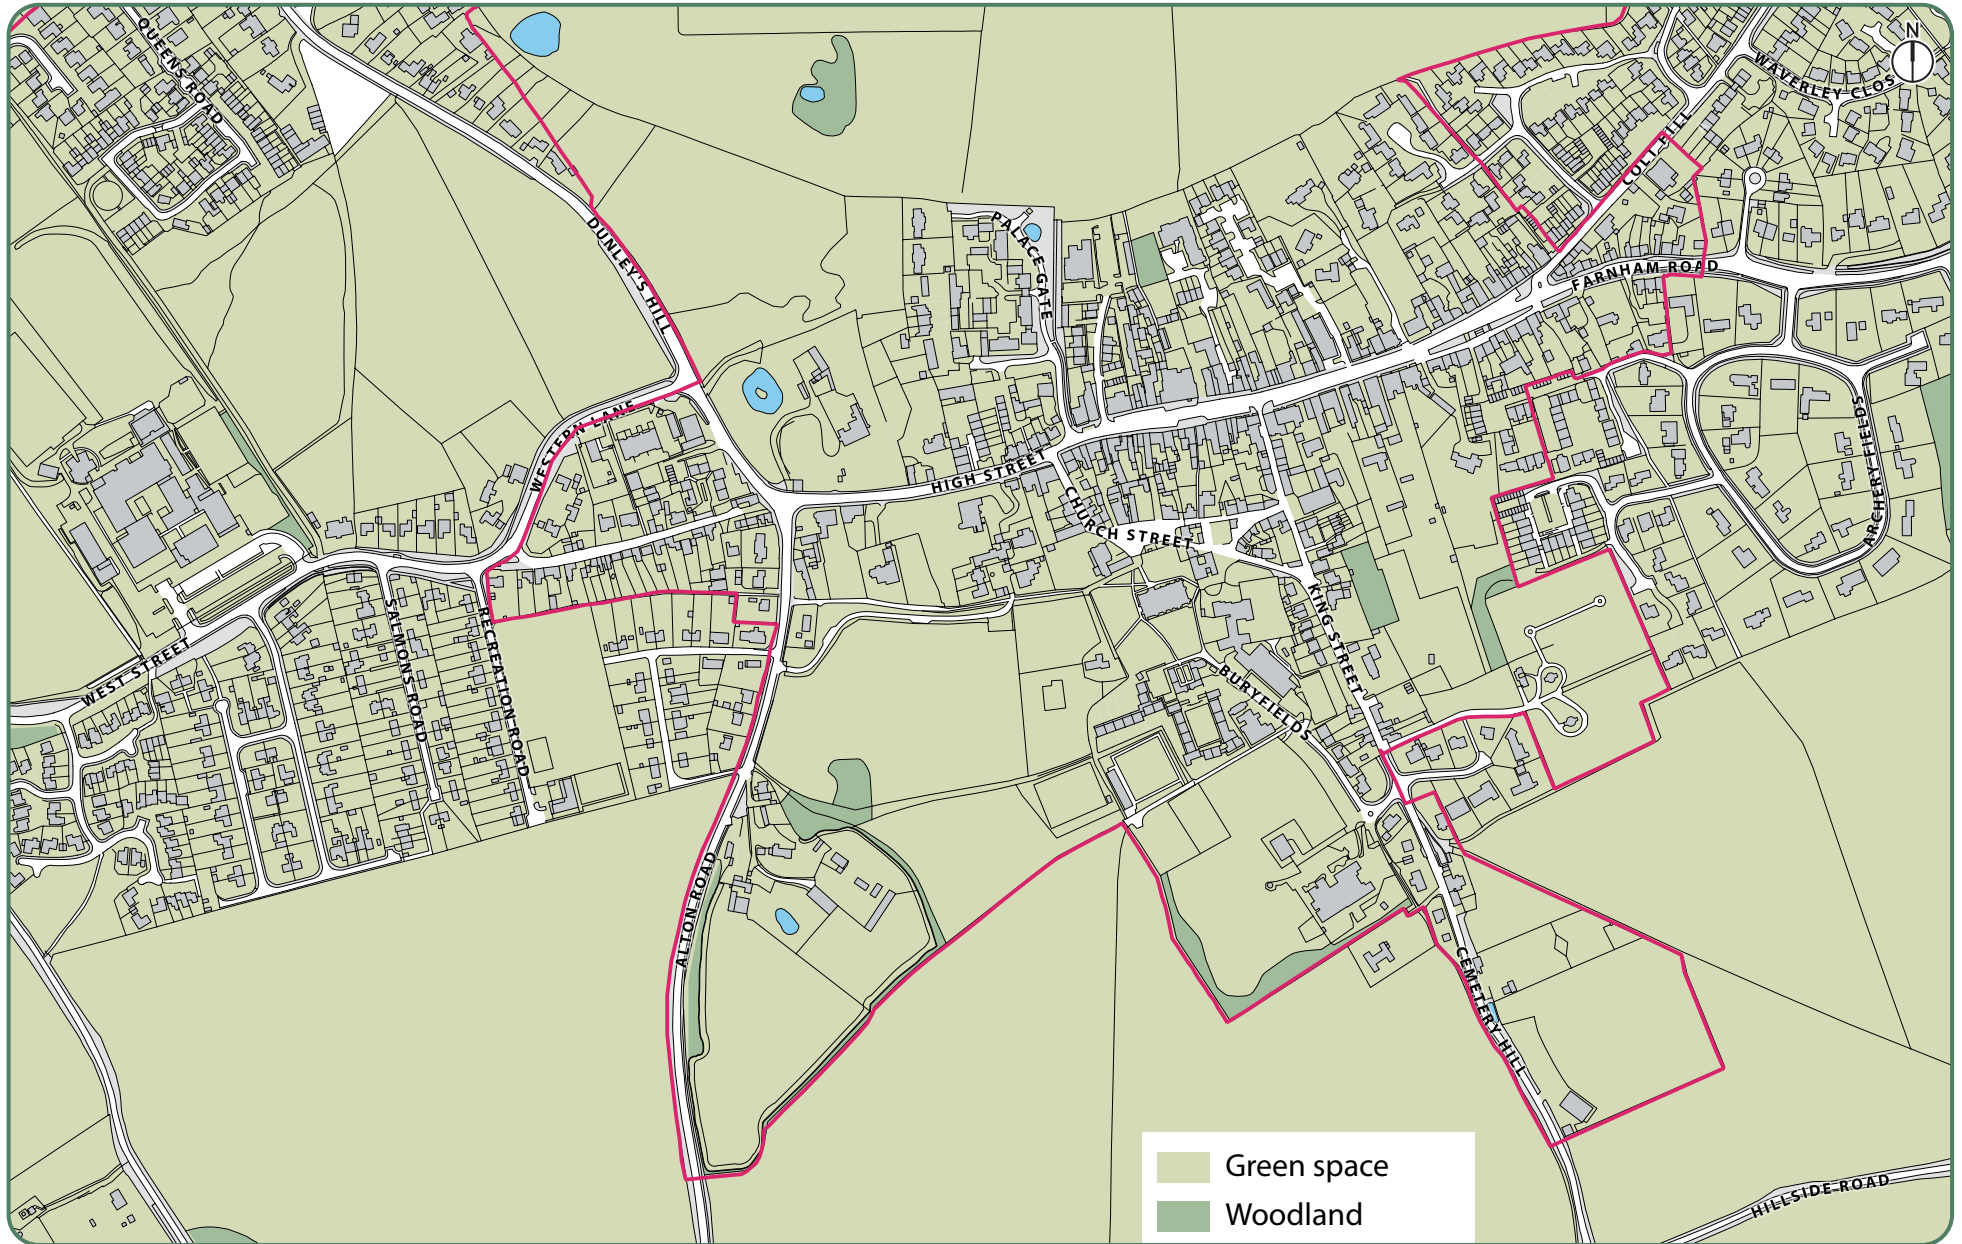 QUEENS ROAD
N
WAVERLEY CLOS
COLT HILL
PALACE GATE
DUNLEY'S HILL
FARNHAM ROAD
WESTERN LANE
ARCHERY FIELDS
HIGH STREET
CHURCH STREET
KING STREET
SALMONS ROAD
RECREATION ROAD
WEST STREET
BURYFIELDS
ALTON ROAD
CEMETERY HILL
Green space
Woodland
HILLSIDE ROAD